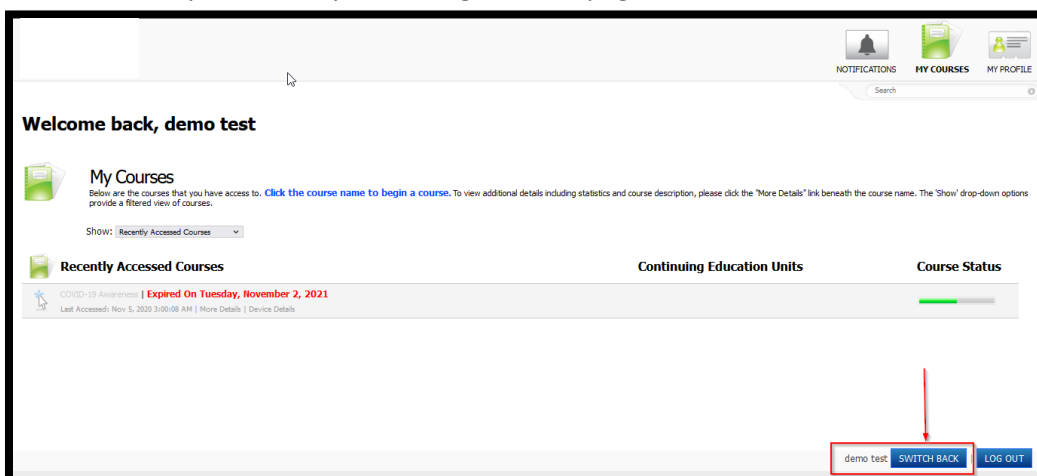 NOTIFICATIONS MY COURSES MY PROFILE
Search
Welcome back, demo test
My Courses
Below are the courses that you have access to. Click the course name to begin a course. To view additional details including statistics and course description, please click the "More Details" link beneath the course name. The 'Show' drop-down options
provide a filtered view of courses.
Show: Recently Accessed Courses
Recently Accessed Courses Continuing Education Units Course Status
COVID-19 Awareness | Expired On Tuesday, November 2, 2021
Last Accessed: Nov 5, 2020 3:00:08 AM | More Details | Device Details
demo test SWITCH BACK | LOG OUT